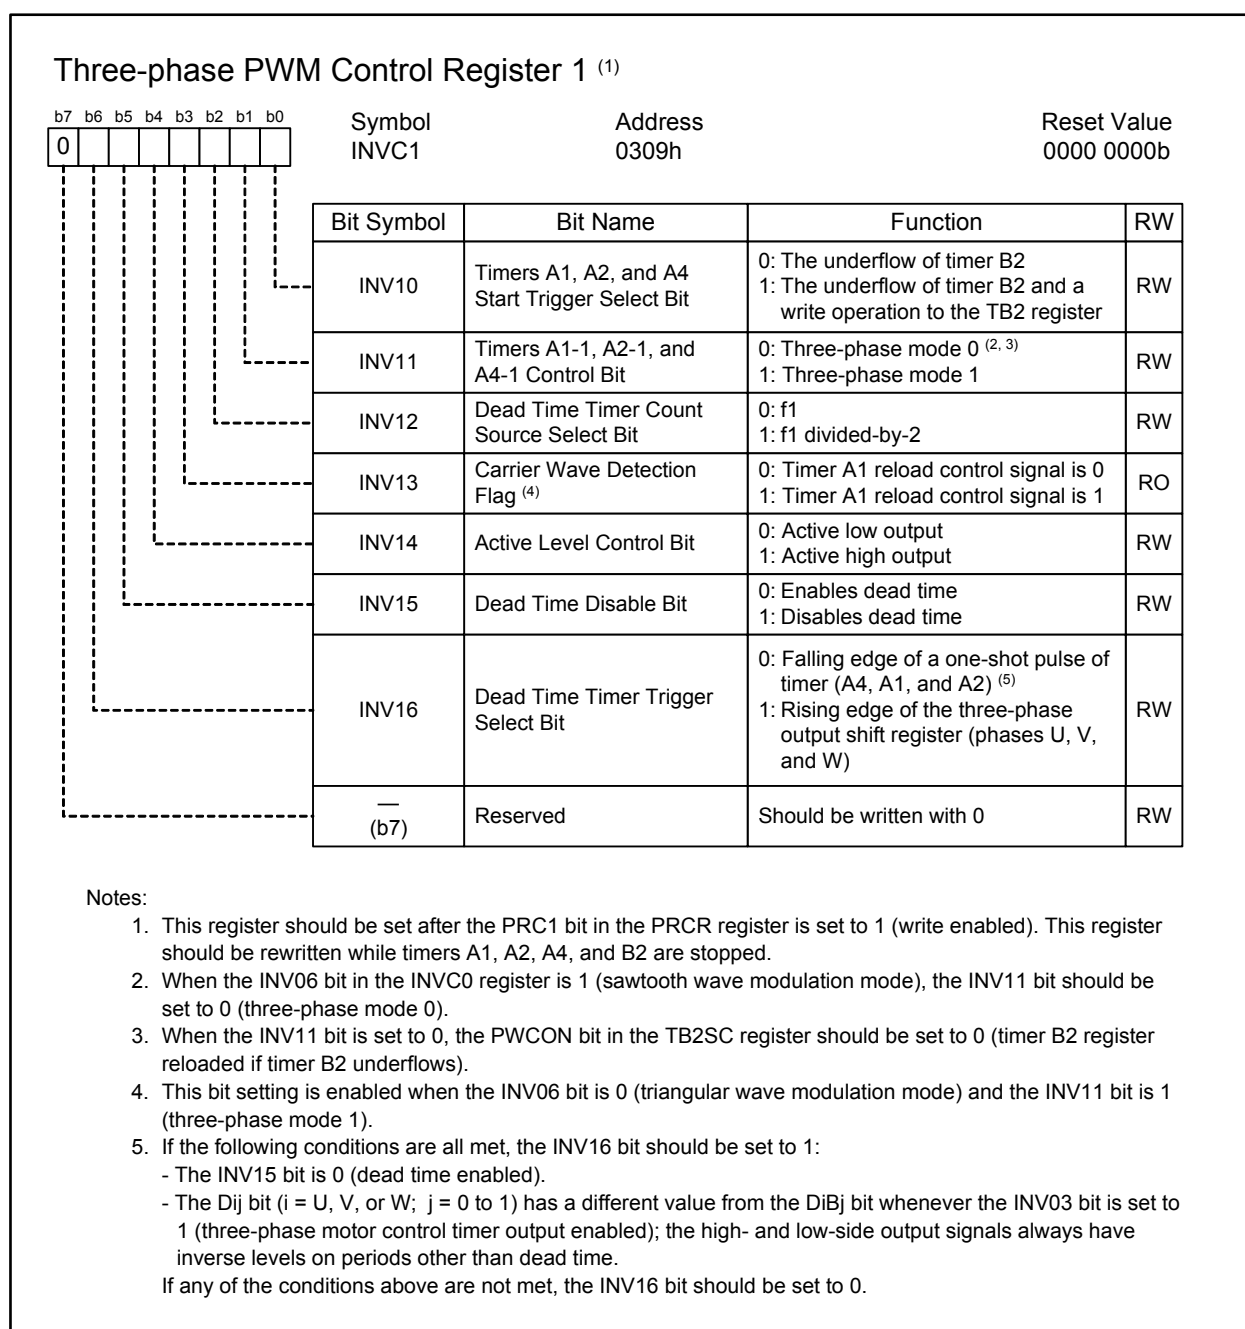 Three-phase PWM Control Register 1 (1)
b7 b6 b5 b4 b3 b2 b1 b0
0
Symbol Address Reset Value
INVC1 0309h 0000 0000b
Bit Symbol Bit Name Function RW
INV10
Timers A1, A2, and A4
Start Trigger Select Bit
0: The underflow of timer B2
1: The underflow of timer B2 and a
write operation to the TB2 register
RW
INV11
Timers A1-1, A2-1, and
A4-1 Control Bit
0: Three-phase mode 0 (2, 3)
1: Three-phase mode 1
RW
INV12
Dead Time Timer Count
Source Select Bit
0: f1
1: f1 divided-by-2
RW
INV13
Carrier Wave Detection
Flag (4)
0: Timer A1 reload control signal is 0
1: Timer A1 reload control signal is 1
RO
INV14
Active Level Control Bit
0: Active low output
1: Active high output
RW
INV15
Dead Time Disable Bit
0: Enables dead time
1: Disables dead time
RW
INV16
Dead Time Timer Trigger
Select Bit
0: Falling edge of a one-shot pulse of
timer (A4, A1, and A2) (5)
1: Rising edge of the three-phase
output shift register (phases U, V,
and W)
RW
—
(b7)
Reserved
Should be written with 0
RW
Notes:
1. This register should be set after the PRC1 bit in the PRCR register is set to 1 (write enabled). This register
should be rewritten while timers A1, A2, A4, and B2 are stopped.
2. When the INV06 bit in the INVC0 register is 1 (sawtooth wave modulation mode), the INV11 bit should be
set to 0 (three-phase mode 0).
3. When the INV11 bit is set to 0, the PWCON bit in the TB2SC register should be set to 0 (timer B2 register
reloaded if timer B2 underflows).
4. This bit setting is enabled when the INV06 bit is 0 (triangular wave modulation mode) and the INV11 bit is 1
(three-phase mode 1).
5. If the following conditions are all met, the INV16 bit should be set to 1:
- The INV15 bit is 0 (dead time enabled).
- The Dij bit (i = U, V, or W; j = 0 to 1) has a different value from the DiBj bit whenever the INV03 bit is set to
1 (three-phase motor control timer output enabled); the high- and low-side output signals always have
inverse levels on periods other than dead time.
If any of the conditions above are not met, the INV16 bit should be set to 0.